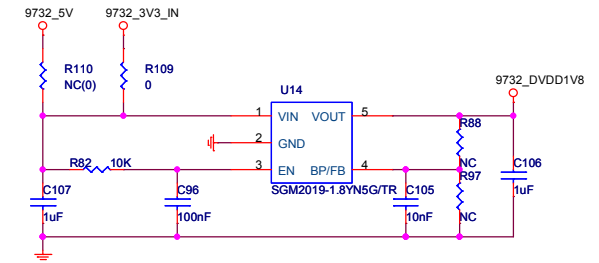 9732_5V
9732_3V3_IN
R110
NC(0)
R109
0
U14
9732_DVDD1V8
1
VIN
VOUT
5
2
GND
3
EN
BP/FB
4
SGM2019-1.8YN5G/TR
R88
NC
R97
NC
R82
10K
C107
1uF
C96
100nF
C105
10nF
C106
1uF